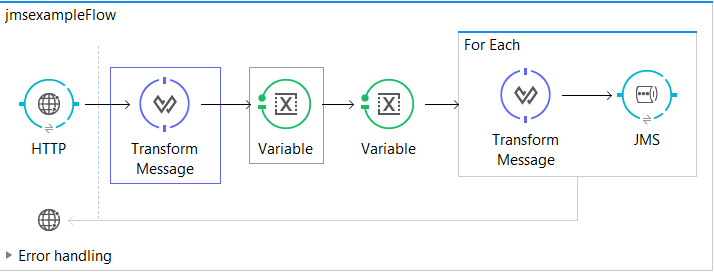 jmsexampleFlow
For Each
HTTP
Transform
Message
Variable
Variable
Transform
Message
JMS
Error handling